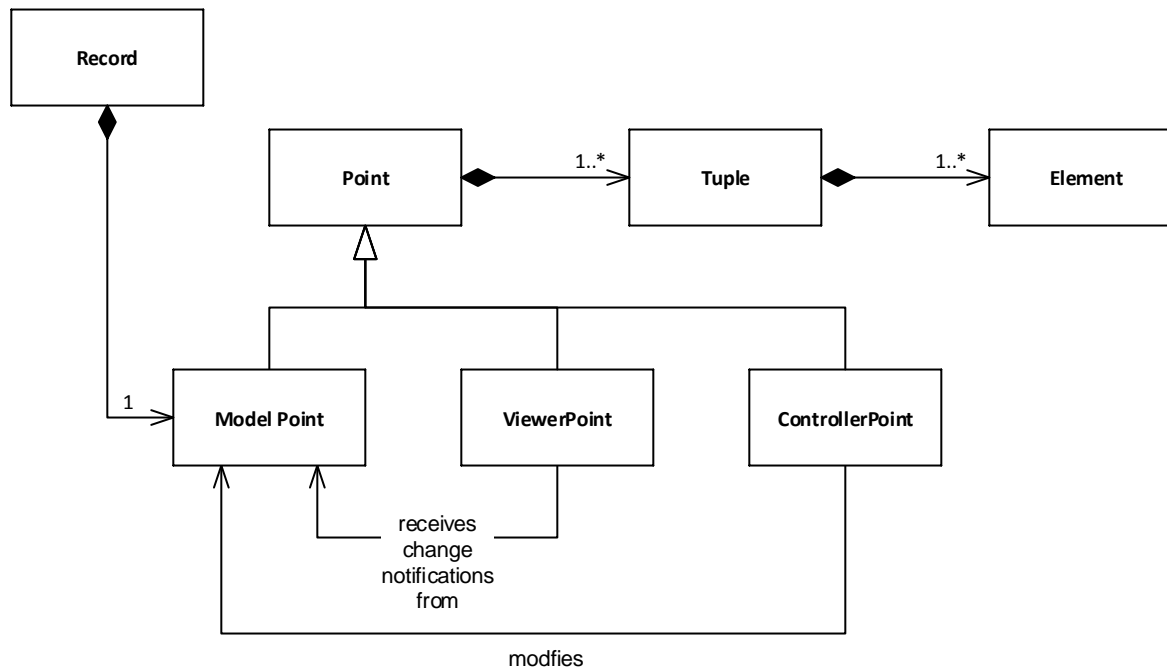 Record
Point
1..*
Tuple
1..*
Element
1
Model Point
ViewerPoint
ControllerPoint
receives
change
notifications
from
modfies